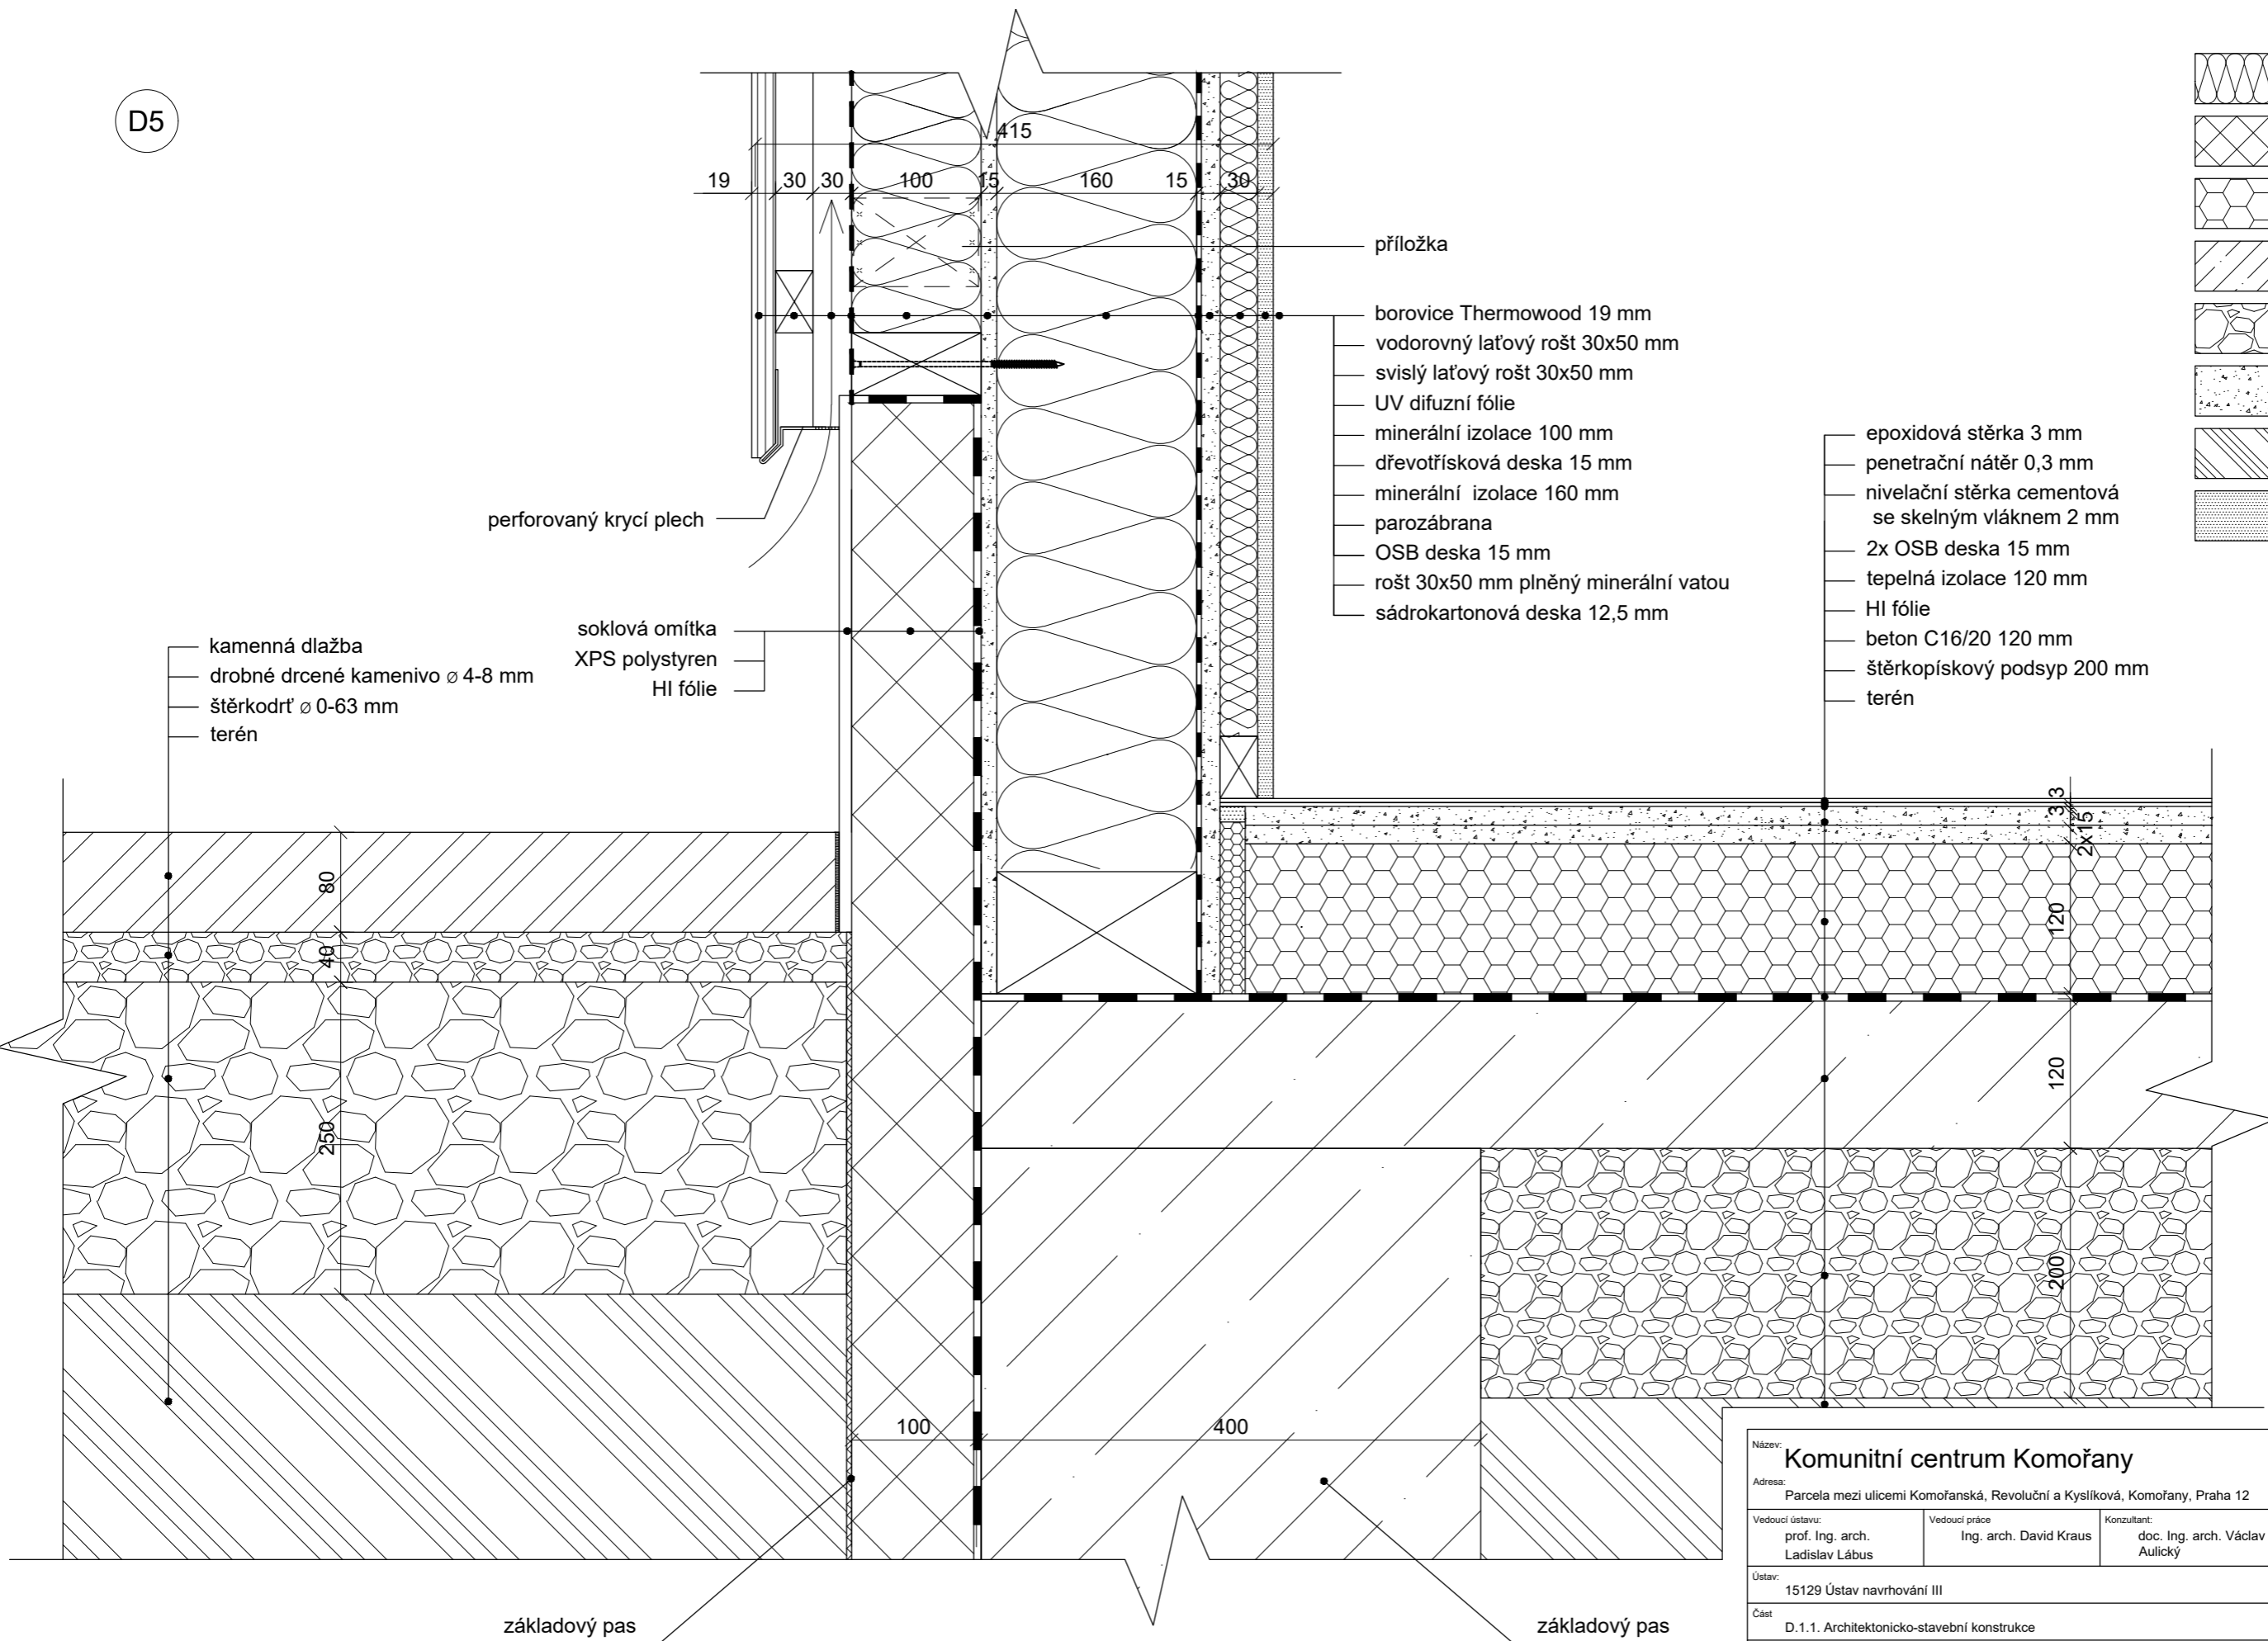 D5
415
19
30
30
100
15
160
15
30
příložka
borovice Thermowood 19 mm
vodorovný laťový rošt 30x50 mm
svislý laťový rošt 30x50 mm
UV difuzní fólie
minerální izolace 100 mm
dřevotřísková deska 15 mm
minerální izolace 160 mm
parozábrana
OSB deska 15 mm
rošt 30x50 mm plněný minerální vatou
sádrokartonová deska 12,5 mm
epoxidová stěrka 3 mm
penetrační nátěr 0,3 mm
nivelační stěrka cementová
se skelným vláknem 2 mm
2x OSB deska 15 mm
tepelná izolace 120 mm
HI fólie
beton C16/20 120 mm
štěrkopískový podsyp 200 mm
terén
perforovaný krycí plech
soklová omítka
XPS polystyren
HI fólie
kamenná dlažba
drobné drcené kamenivo ⌀ 4-8 mm
štěrkodrť ⌀ 0-63 mm
terén
80
40
250
3
3
2x15
120
120
200
100
400
základový pas
základový pas
Název:
Komunitní centrum Komořany
Adresa:
Parcela mezi ulicemi Komořanská, Revoluční a Kyslíková, Komořany, Praha 12
Vedoucí ústavu:
prof. Ing. arch.
Ladislav Lábus
Vedoucí práce
Ing. arch. David Kraus
Konzultant:
doc. Ing. arch. Václav
Aulický
Ústav:
15129 Ústav navrhování III
Část
D.1.1. Architektonicko-stavební konstrukce